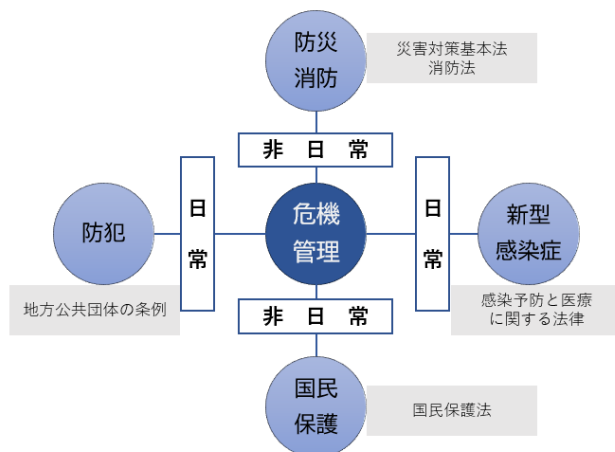 防災
消防
災害対策基本法
消防法
非日常
日常
防犯
地方公共団体の条例
危機
管理
日常
新型
感染症
感染予防と医療
に関する法律
非日常
国民
保護
国民保護法